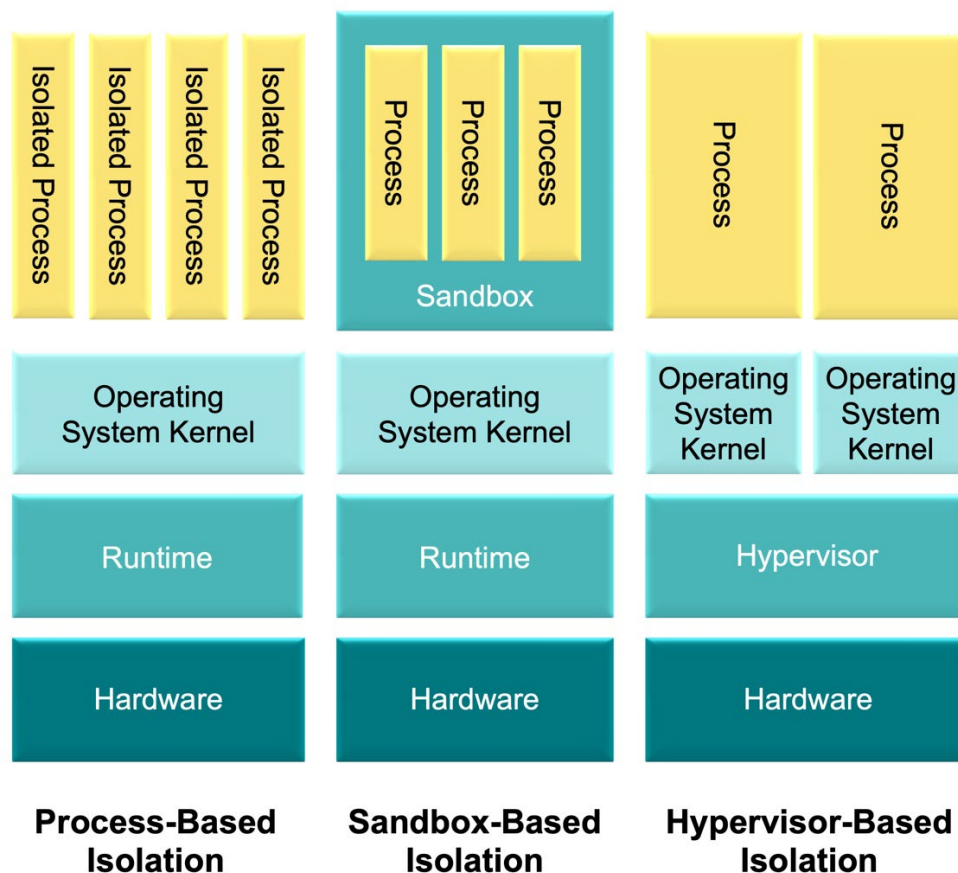 Isolated Process
Isolated Process
Isolated Process
Isolated Process
Operating
System Kernel
Runtime
Hardware
Process-Based
Isolation
Process
Process
Process
Sandbox
Operating
System Kernel
Runtime
Hardware
Sandbox-Based
Isolation
Process
Process
Operating
System
Kernel
Operating
System
Kernel
Hypervisor
Hardware
Hypervisor-Based
Isolation